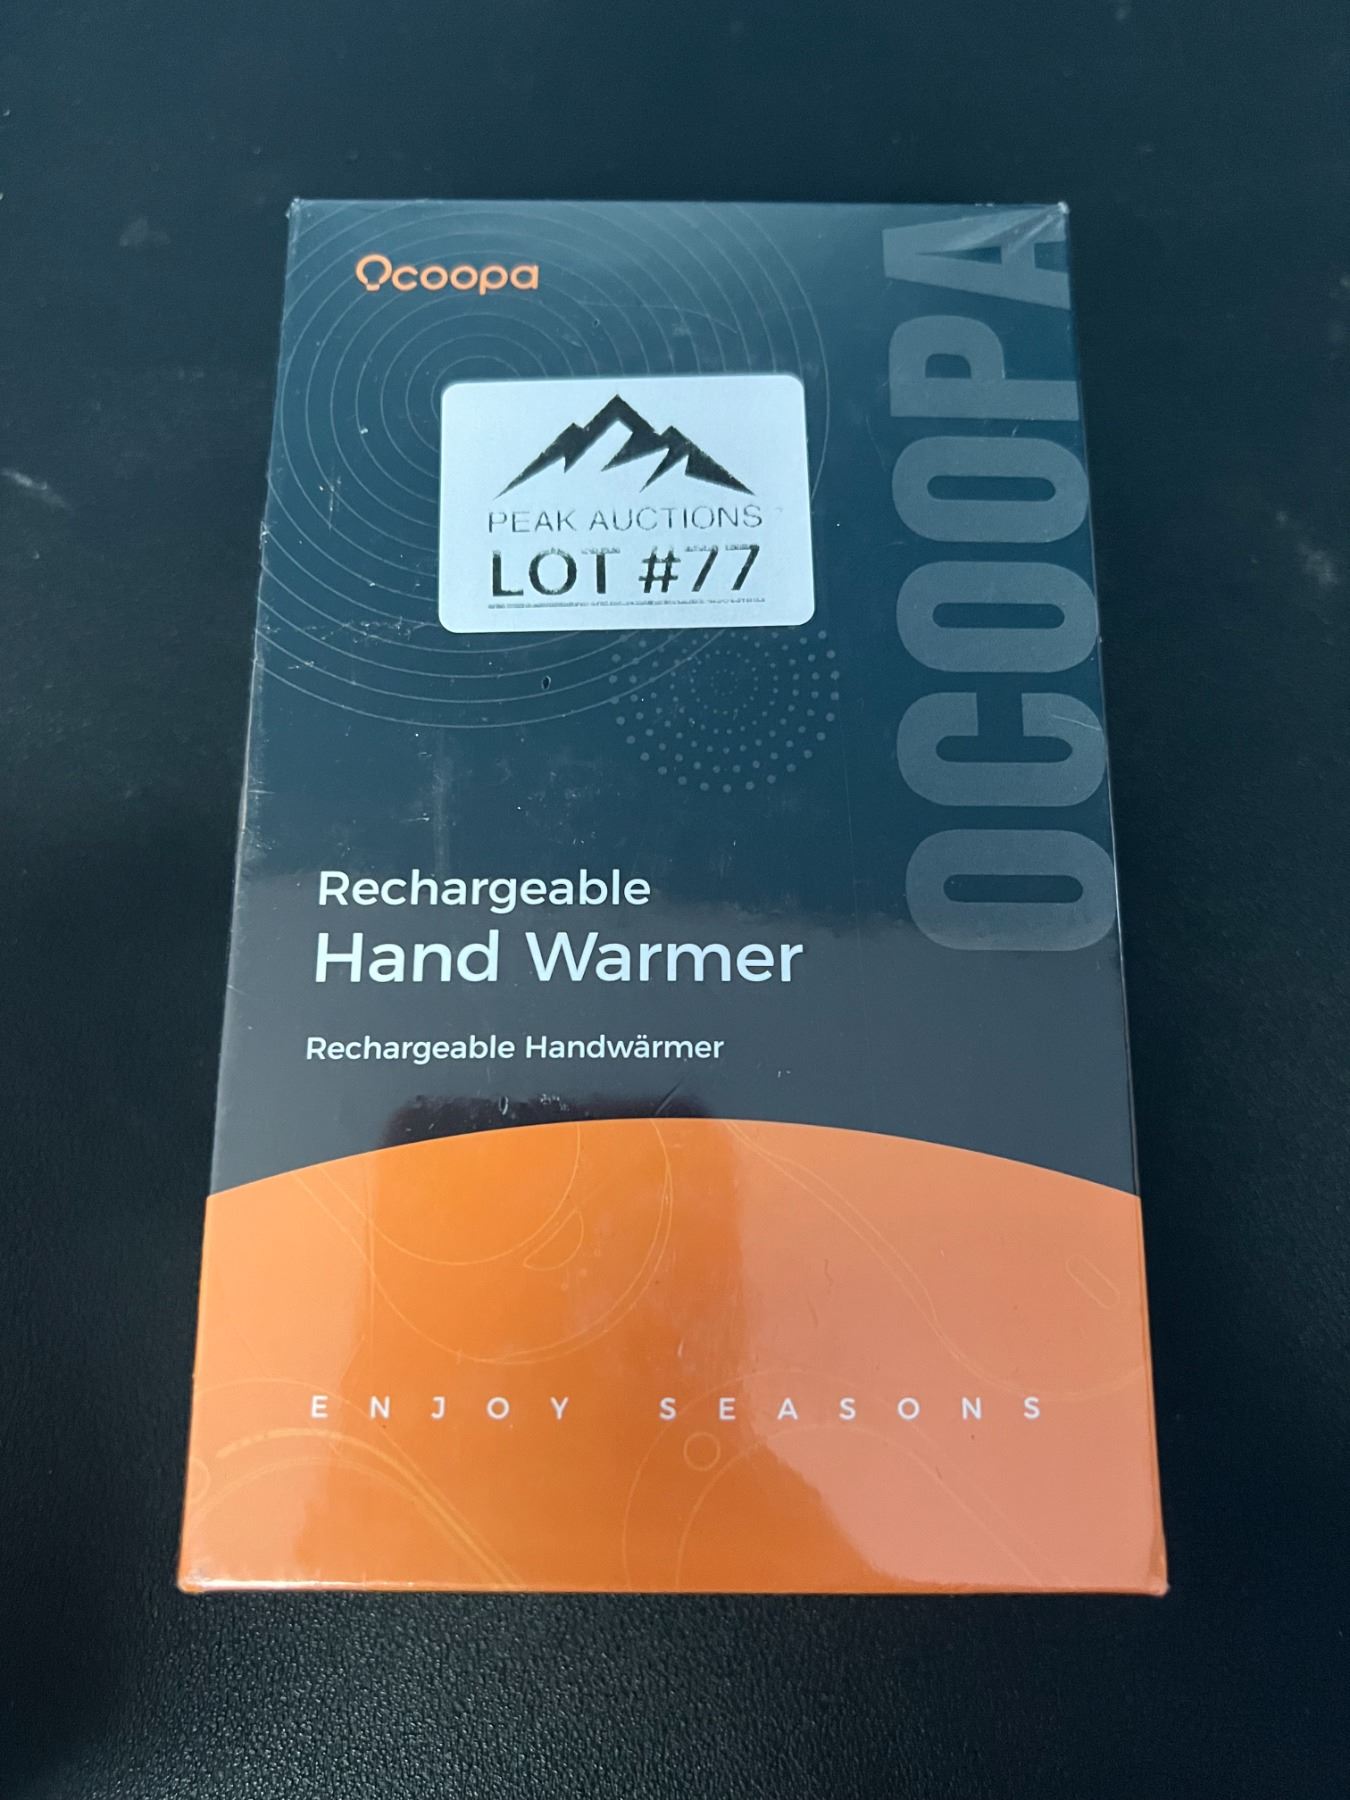 Ocoopa
OCOOPA
PEAK AUCTIONS
LOT #77
Rechargeable
Hand Warmer
Rechargeable Handwärmer
ENJOY SEASONS